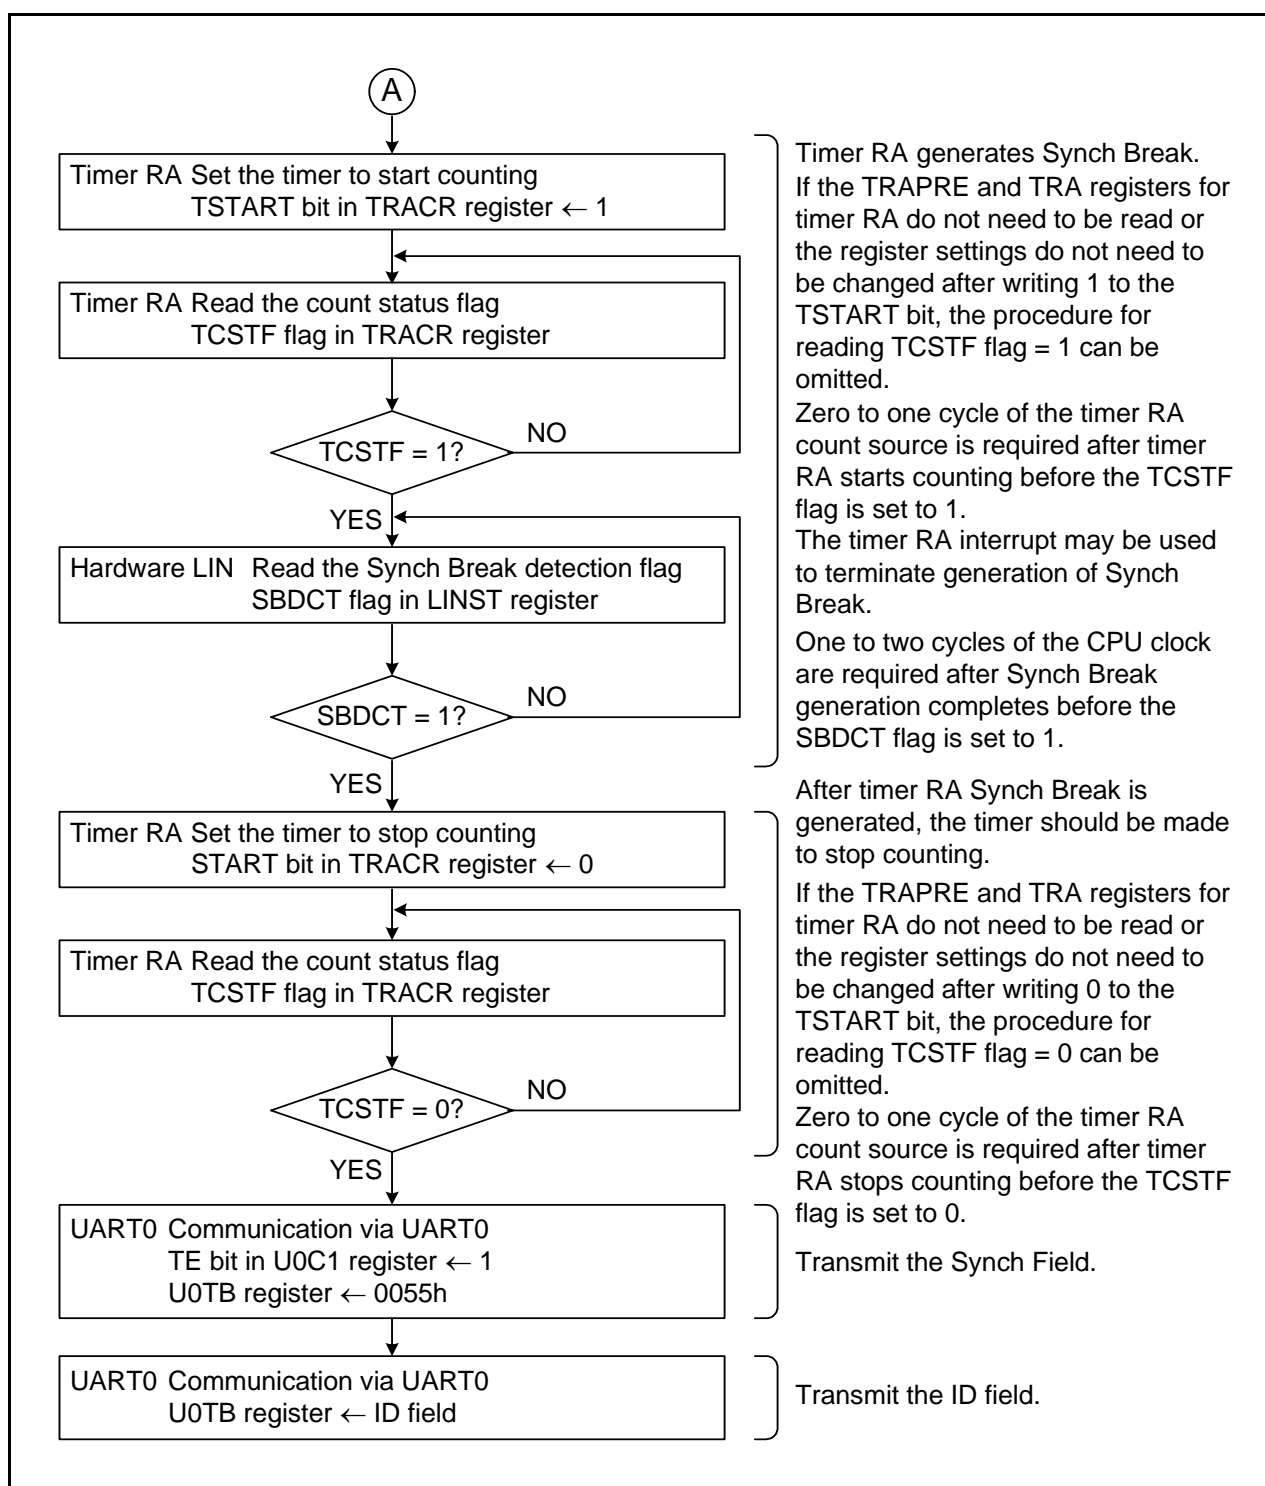 A
Timer RA Set the timer to start counting
TSTART bit in TRACR register ← 1
Timer RA Read the count status flag
TCSTF flag in TRACR register
TCSTF = 1?
NO
YES
Hardware LIN Read the Synch Break detection flag
SBDCT flag in LINST register
SBDCT = 1?
NO
YES
Timer RA generates Synch Break.
If the TRAPRE and TRA registers for
timer RA do not need to be read or
the register settings do not need to
be changed after writing 1 to the
TSTART bit, the procedure for
reading TCSTF flag = 1 can be
omitted.
Zero to one cycle of the timer RA
count source is required after timer
RA starts counting before the TCSTF
flag is set to 1.
The timer RA interrupt may be used
to terminate generation of Synch
Break.
One to two cycles of the CPU clock
are required after Synch Break
generation completes before the
SBDCT flag is set to 1.
Timer RA Set the timer to stop counting
START bit in TRACR register ← 0
Timer RA Read the count status flag
TCSTF flag in TRACR register
TCSTF = 0?
NO
YES
After timer RA Synch Break is
generated, the timer should be made
to stop counting.
If the TRAPRE and TRA registers for
timer RA do not need to be read or
the register settings do not need to
be changed after writing 0 to the
TSTART bit, the procedure for
reading TCSTF flag = 0 can be
omitted.
Zero to one cycle of the timer RA
count source is required after timer
RA stops counting before the TCSTF
flag is set to 0.
UART0 Communication via UART0
TE bit in U0C1 register ← 1
U0TB register ← 0055h
Transmit the Synch Field.
UART0 Communication via UART0
U0TB register ← ID field
Transmit the ID field.